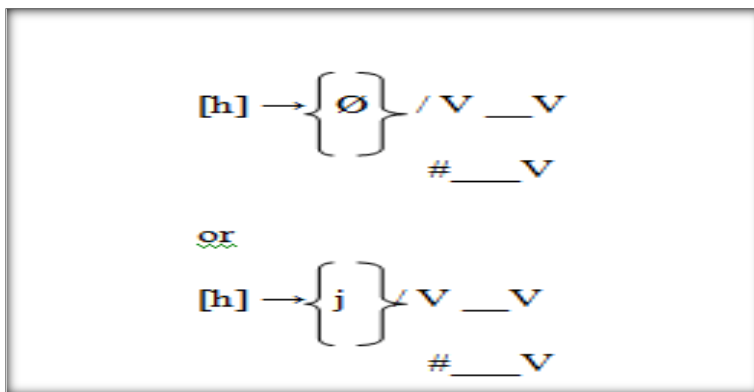 [h] → { Ø } / V __V
#____V
or
[h] → { j } / V __V
#____V